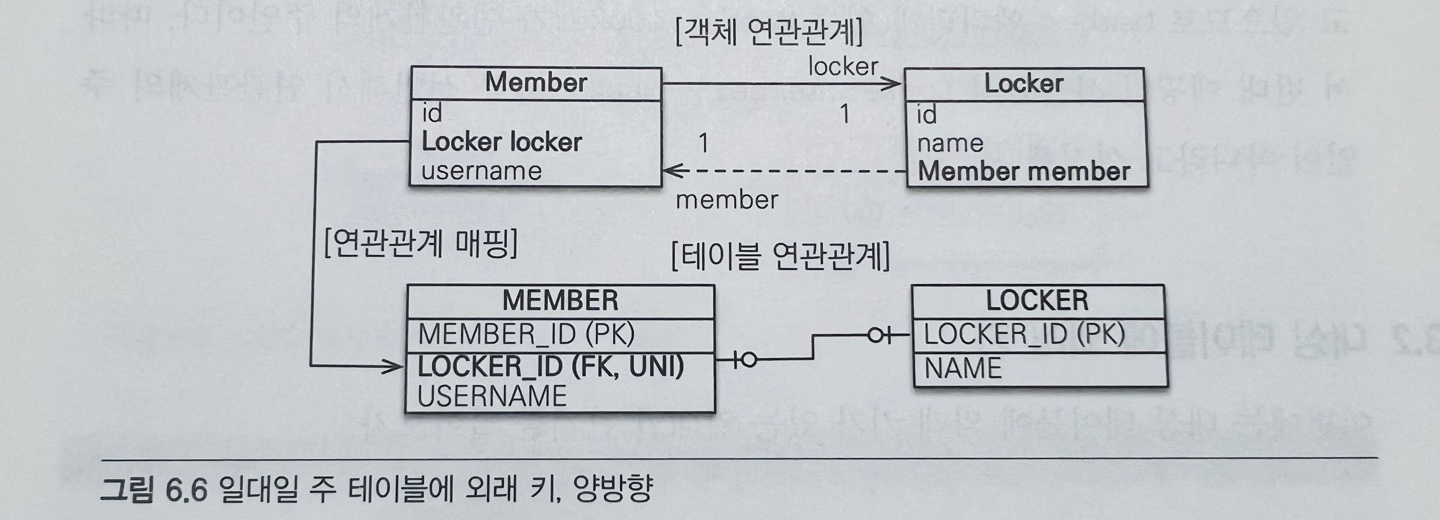 [객체 연관관계]
Member
id
Locker locker
username
locker
1
1
member
Locker
id
name
Member member
[연관관계 매핑]
[테이블 연관관계]
MEMBER
MEMBER_ID (PK)
LOCKER_ID (FK, UNI)
USERNAME
LOCKER
LOCKER_ID (PK)
NAME
그림 6.6 일대일 주 테이블에 외래 키, 양방향